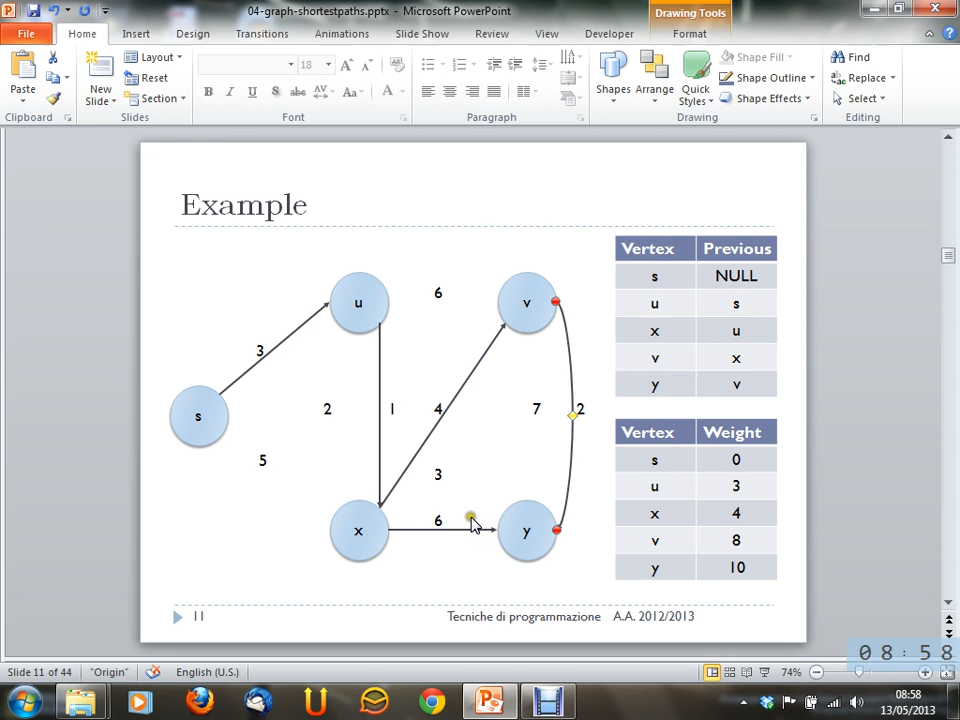 04-graph-shortestpaths.pptx - Microsoft PowerPoint
Drawing Tools
File Home Insert Design Transitions Animations Slide Show Review View Developer Format
Paste
Clipboard
New Slide
Layout
Reset
Section
Slides
18
B I U S abc AV Aa A
Font
Paragraph
Shapes Arrange Quick Styles
Shape Fill
Shape Outline
Shape Effects
Drawing
Find
Replace
Select
Editing
Example
u 6 v
3
s 2 1 4 7 2
5 3
x 6 y
Vertex Previous
s NULL
u s
x u
v x
y v
Vertex Weight
s 0
u 3
x 4
v 8
y 10
11 Tecniche di programmazione A.A. 2012/2013
08:58
Slide 11 of 44 "Origin" English (U.S.) 74%
08:58
13/05/2013